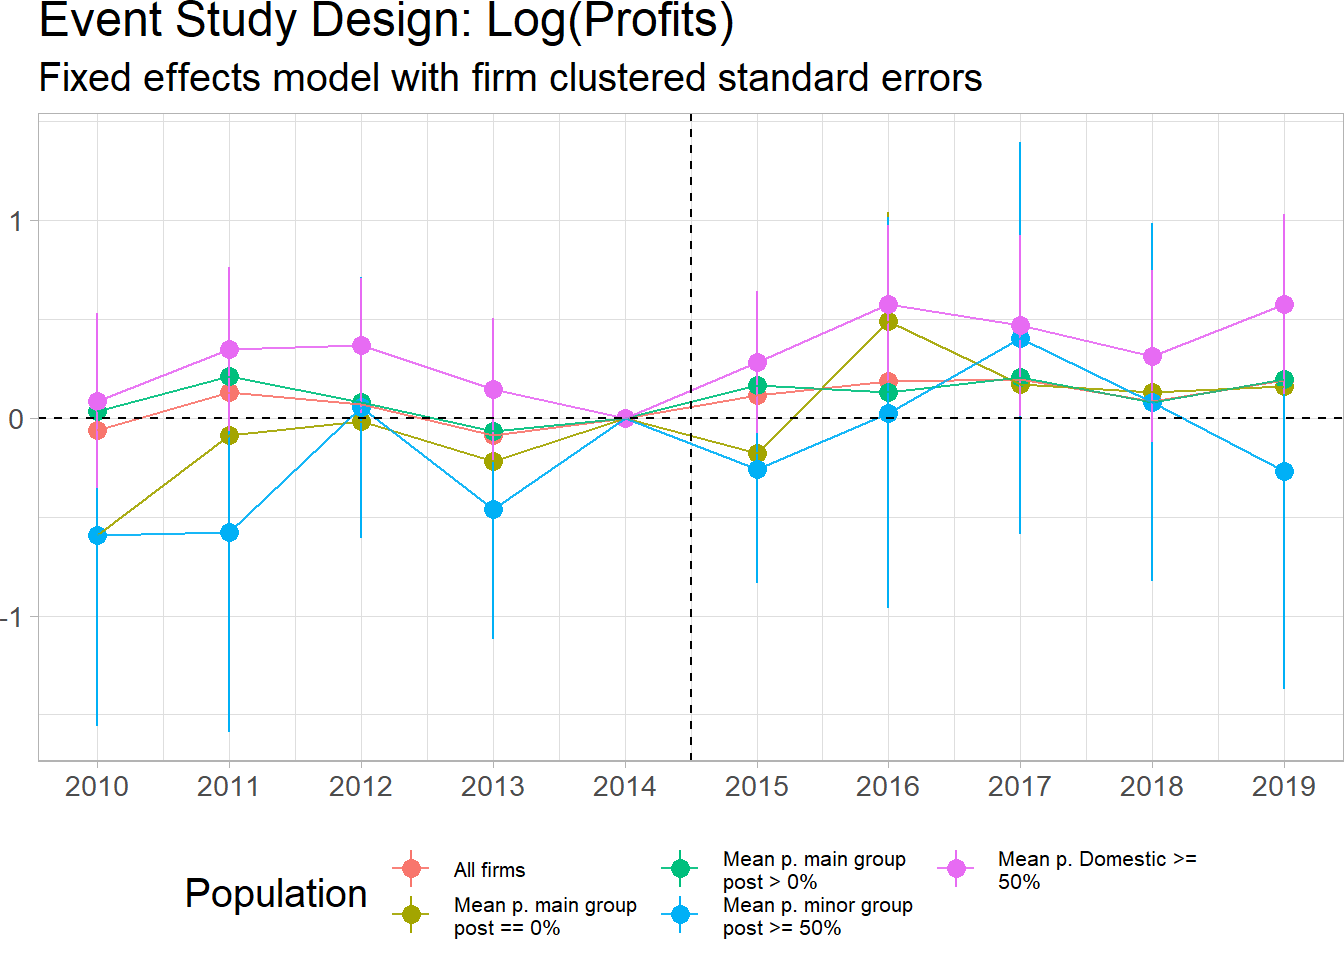 Event Study Design: Log(Profits)
Fixed effects model with firm clustered standard errors
1
0
-1
2010 2011 2012 2013 2014 2015 2016 2017 2018 2019
Population
All firms
Mean p. main group
post == 0%
Mean p. main group
post > 0%
Mean p. minor group
post >= 50%
Mean p. Domestic >=
50%